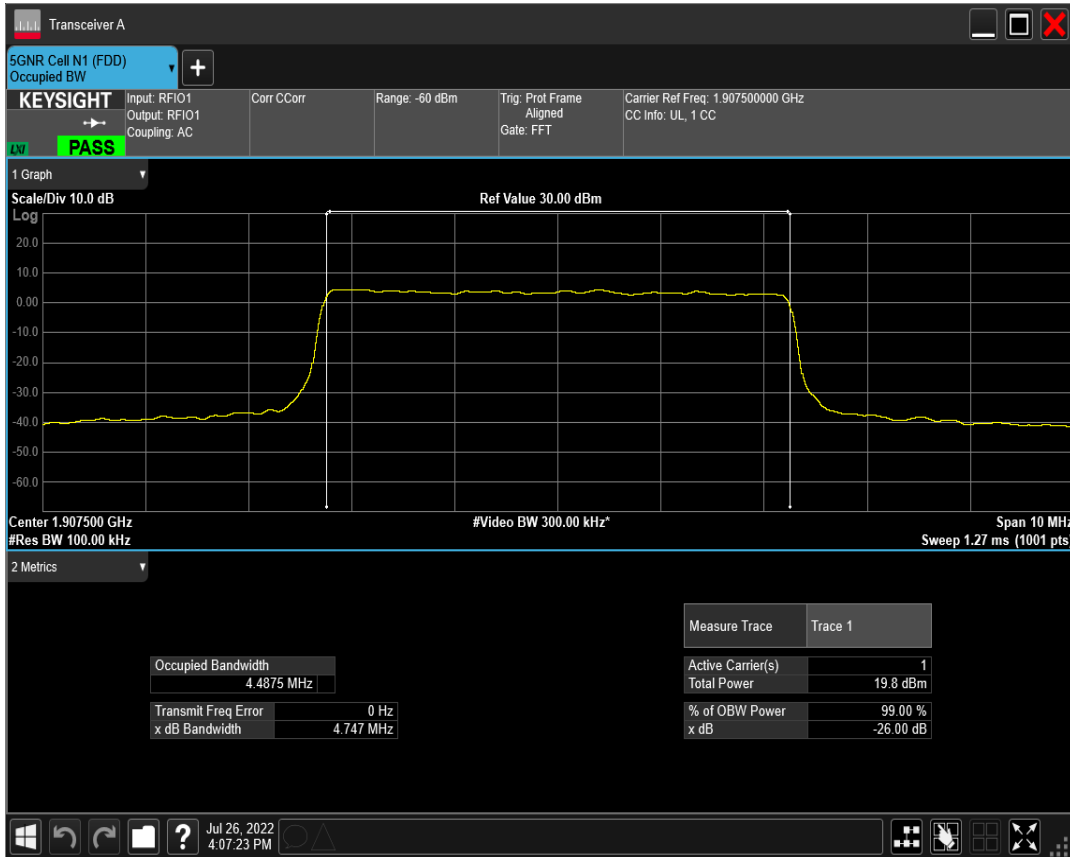 Transceiver A
5GNR Cell N1 (FDD)
Occupied BW
+
KEYSIGHT
LXI
PASS
Input: RFIO1
Output: RFIO1
Coupling: AC
Corr CCorr
Range: -60 dBm
Trig: Prot Frame
Aligned
Gate: FFT
Carrier Ref Freq: 1.907500000 GHz
CC Info: UL, 1 CC
1 Graph
Scale/Div 10.0 dB
Ref Value 30.00 dBm
Log
20.0
10.0
0.00
-10.0
-20.0
-30.0
-40.0
-50.0
-60.0
Center 1.907500 GHz
#Video BW 300.00 kHz*
Span 10 MHz
#Res BW 100.00 kHz
Sweep 1.27 ms (1001 pts)
2 Metrics
Measure Trace Trace 1
Occupied Bandwidth
4.4875 MHz
Active Carrier(s) 1
Total Power 19.8 dBm
Transmit Freq Error 0 Hz
x dB Bandwidth 4.747 MHz
% of OBW Power 99.00 %
x dB -26.00 dB
?
Jul 26, 2022
4:07:23 PM